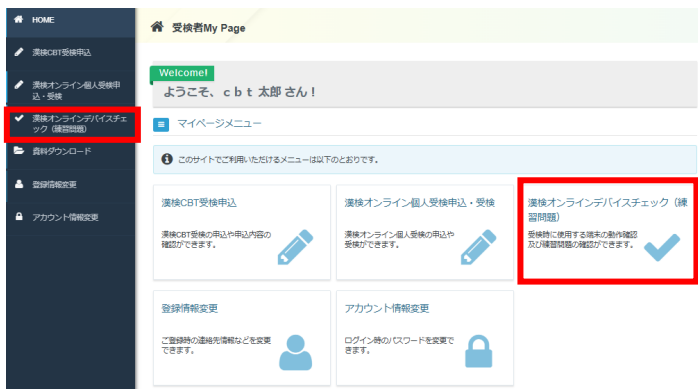 HOME
漢検CBT受検申込
漢検オンライン個人受検申
込・受検
漢検オンラインデバイスチェ
ック（練習問題）
資料ダウンロード
登録情報変更
アカウント情報変更
受検者My Page
Welcome!
ようこそ、ｃｂｔ 太郎 さん！
マイページメニュー
このサイトでご利用いただけるメニューは以下のとおりです。
漢検CBT受検申込
漢検CBT受検の申込や申込内容の
確認ができます。
漢検オンライン個人受検申込・受検
漢検オンライン個人受検の申込や
受検ができます。
漢検オンラインデバイスチェック（練
習問題）
受検時に使用する端末の動作確認
及び練習問題の確認ができます。
登録情報変更
ご登録時の連絡先情報などを変更
できます。
アカウント情報変更
ログイン時のパスワードを変更で
きます。